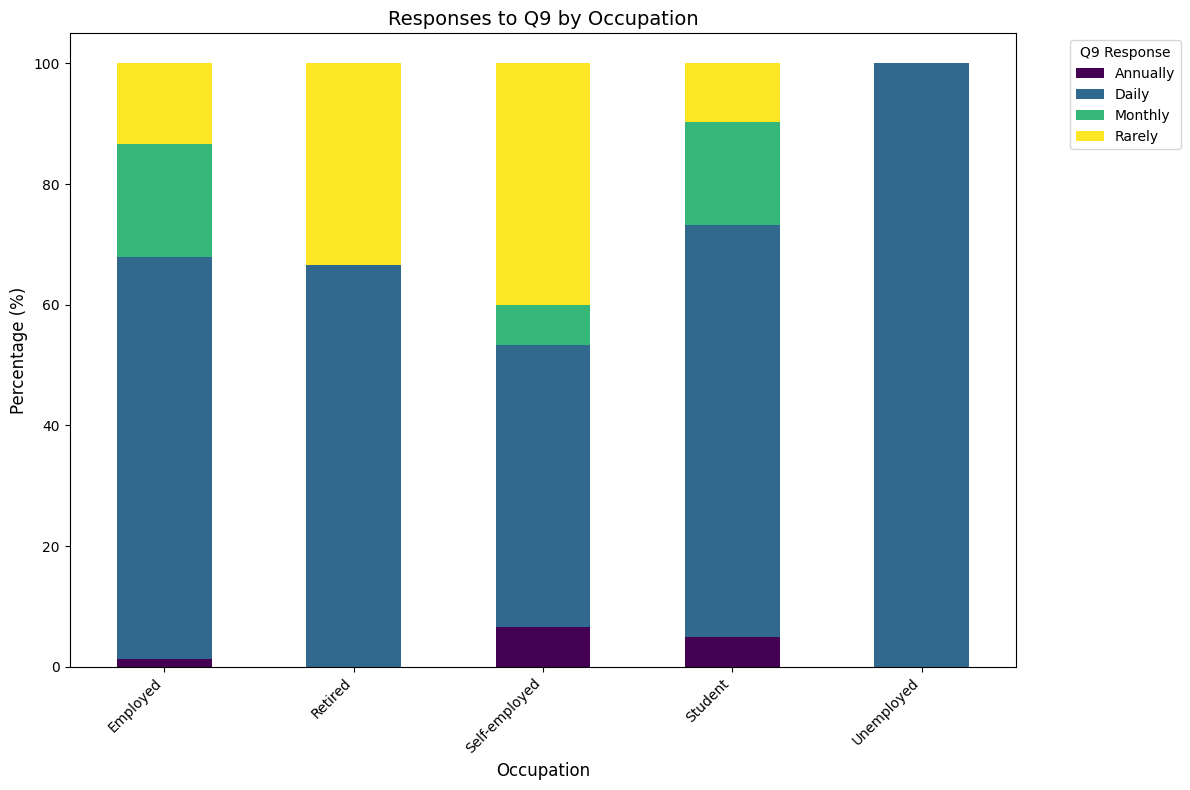 Responses to Q9 by Occupation
Q9 Response
Annually
Daily
Monthly
Rarely
Percentage (%)
100
80
60
40
20
0
Employed
Retired
Self-employed
Student
Unemployed
Occupation